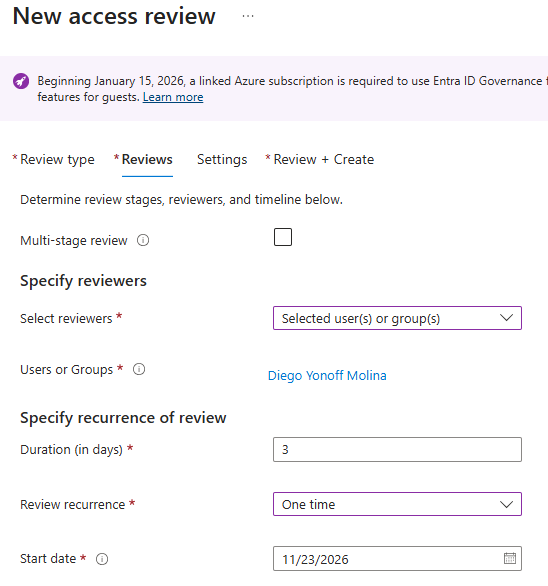 New access review ...
Beginning January 15, 2026, a linked Azure subscription is required to use Entra ID Governance
features for guests. Learn more
* Review type * Reviews Settings * Review + Create
Determine review stages, reviewers, and timeline below.
Multi-stage review
Specify reviewers
Select reviewers * Selected user(s) or group(s)
Users or Groups * Diego Yonoff Molina
Specify recurrence of review
Duration (in days) * 3
Review recurrence * One time
Start date * 11/23/2026